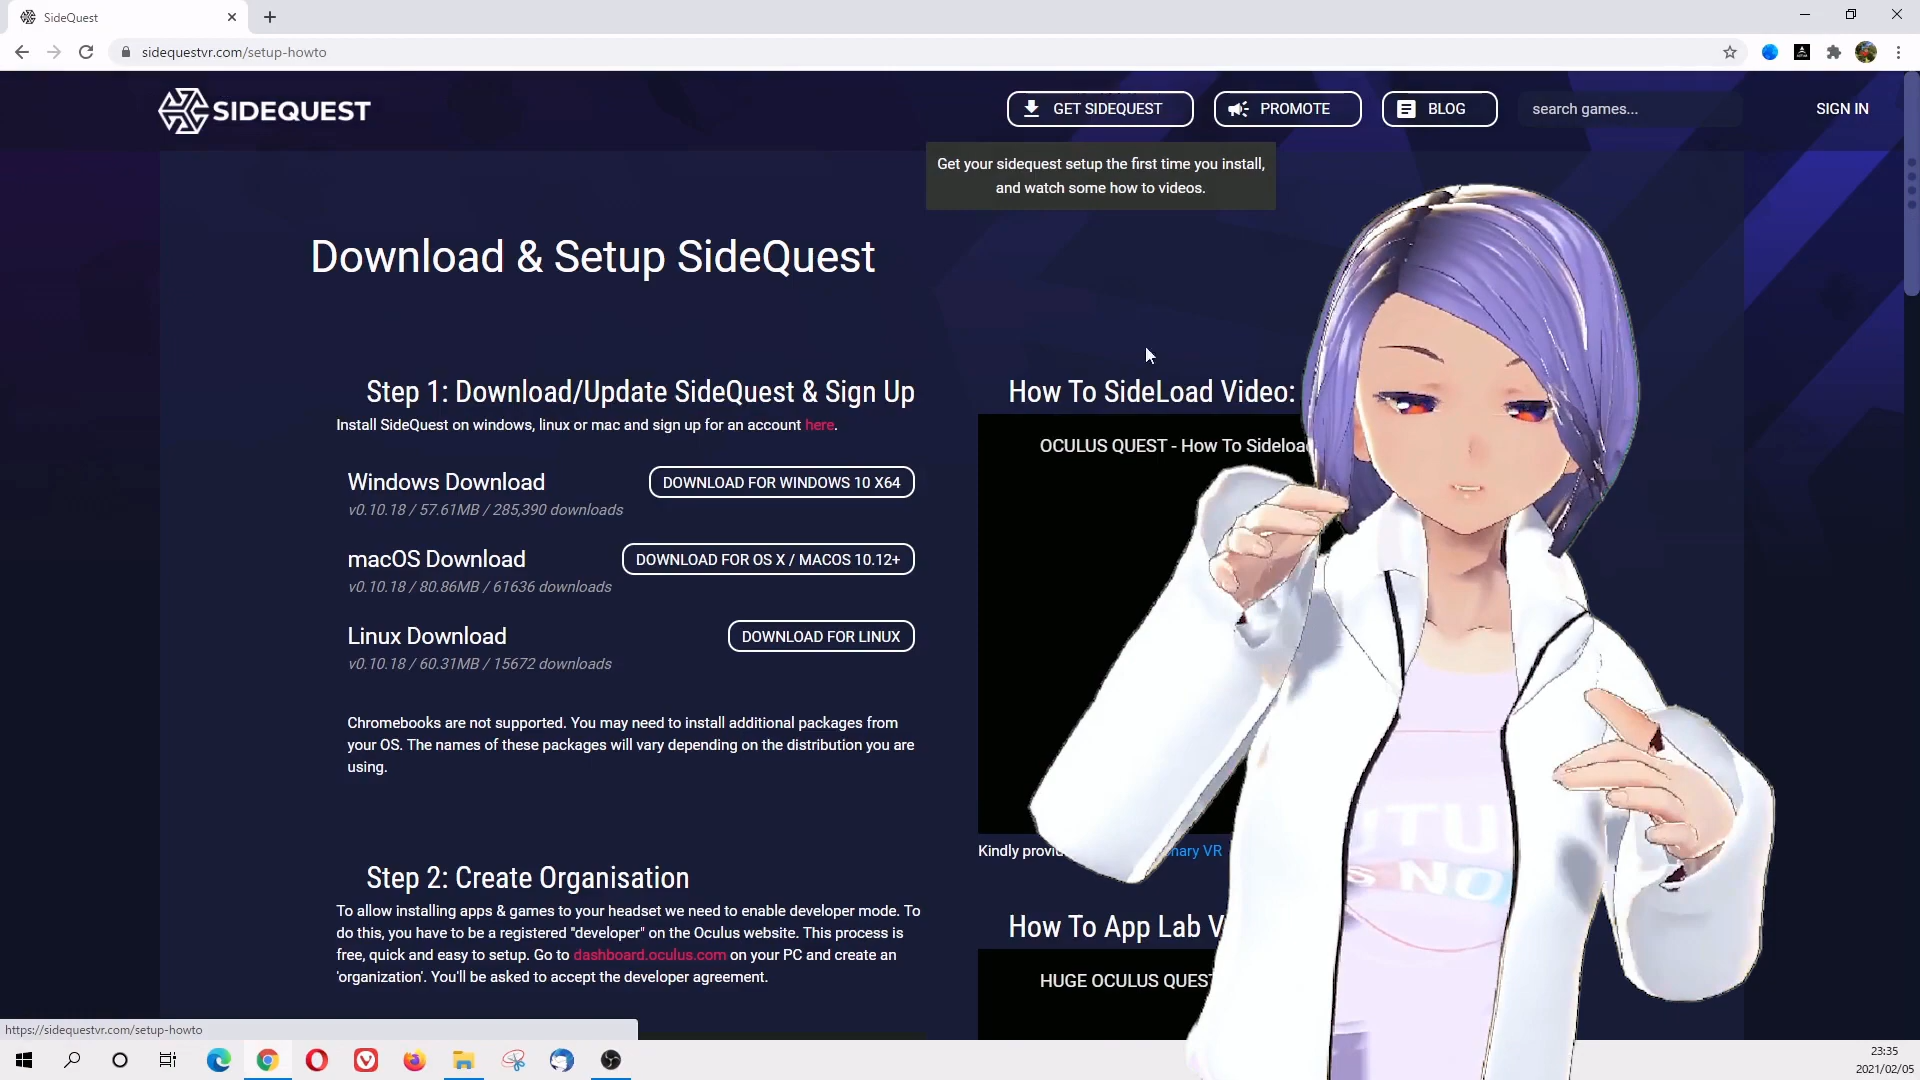 SideQuest
sidequestvr.com/setup-howto
SIDEQUEST
GET SIDEQUEST
PROMOTE
BLOG
search games...
SIGN IN
Get your sidequest setup the first time you install,
and watch some how to videos.
Download & Setup SideQuest
Step 1: Download/Update SideQuest & Sign Up
Install SideQuest on windows, linux or mac and sign up for an account here.
Windows Download
DOWNLOAD FOR WINDOWS 10 X64
v0.10.18 / 57.61MB / 285,390 downloads
macOS Download
DOWNLOAD FOR OS X / MACOS 10.12+
v0.10.18 / 80.86MB / 61636 downloads
Linux Download
DOWNLOAD FOR LINUX
v0.10.18 / 60.31MB / 15672 downloads
Chromebooks are not supported. You may need to install additional packages from
your OS. The names of these packages will vary depending on the distribution you are
using.
Step 2: Create Organisation
To allow installing apps & games to your headset we need to enable developer mode. To
do this, you have to be a registered "developer" on the Oculus website. This process is
free, quick and easy to setup. Go to dashboard.oculus.com on your PC and create an
'organization'. You'll be asked to accept the developer agreement.
How To SideLoad Video:
OCULUS QUEST - How To Sideloa
Kindly
VR
How To App Lab
HUGE OCULUS QUEST
NO
https://sidequestvr.com/setup-howto
23:35
2021/02/05